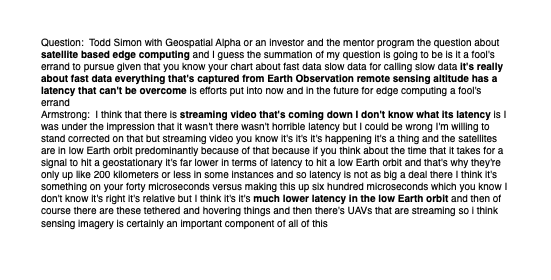 Question:  Todd Simon with Geospatial Alpha or an investor and the mentor program the question about
satellite based edge computing and I guess the summation of my question is going to be is it a fool's
errand to pursue given that you know your chart about fast data slow data for calling slow data it's really
about fast data everything that's captured from Earth Observation remote sensing altitude has a
latency that can't be overcome is efforts put into now and in the future for edge computing a fool's
errand
Armstrong:  I think that there is streaming video that's coming down I don't know what its latency is I
was under the impression that it wasn't there wasn't horrible latency but I could be wrong I'm willing to
stand corrected on that but streaming video you know it's it's it's happening it's a thing and the satellites
are in low Earth orbit predominantly because of that because if you think about the time that it takes for a
signal to hit a geostationary it's far lower in terms of latency to hit a low Earth orbit and that's why they're
only up like 200 kilometers or less in some instances and so latency is not as big a deal there I think it's
something on your forty microseconds versus making this up six hundred microseconds which you know I
don't know it's right it's relative but I think it's it's much lower latency in the low Earth orbit and then of
course there are these tethered and hovering things and then there's UAVs that are streaming so i think
sensing imagery is certainly an important component of all of this